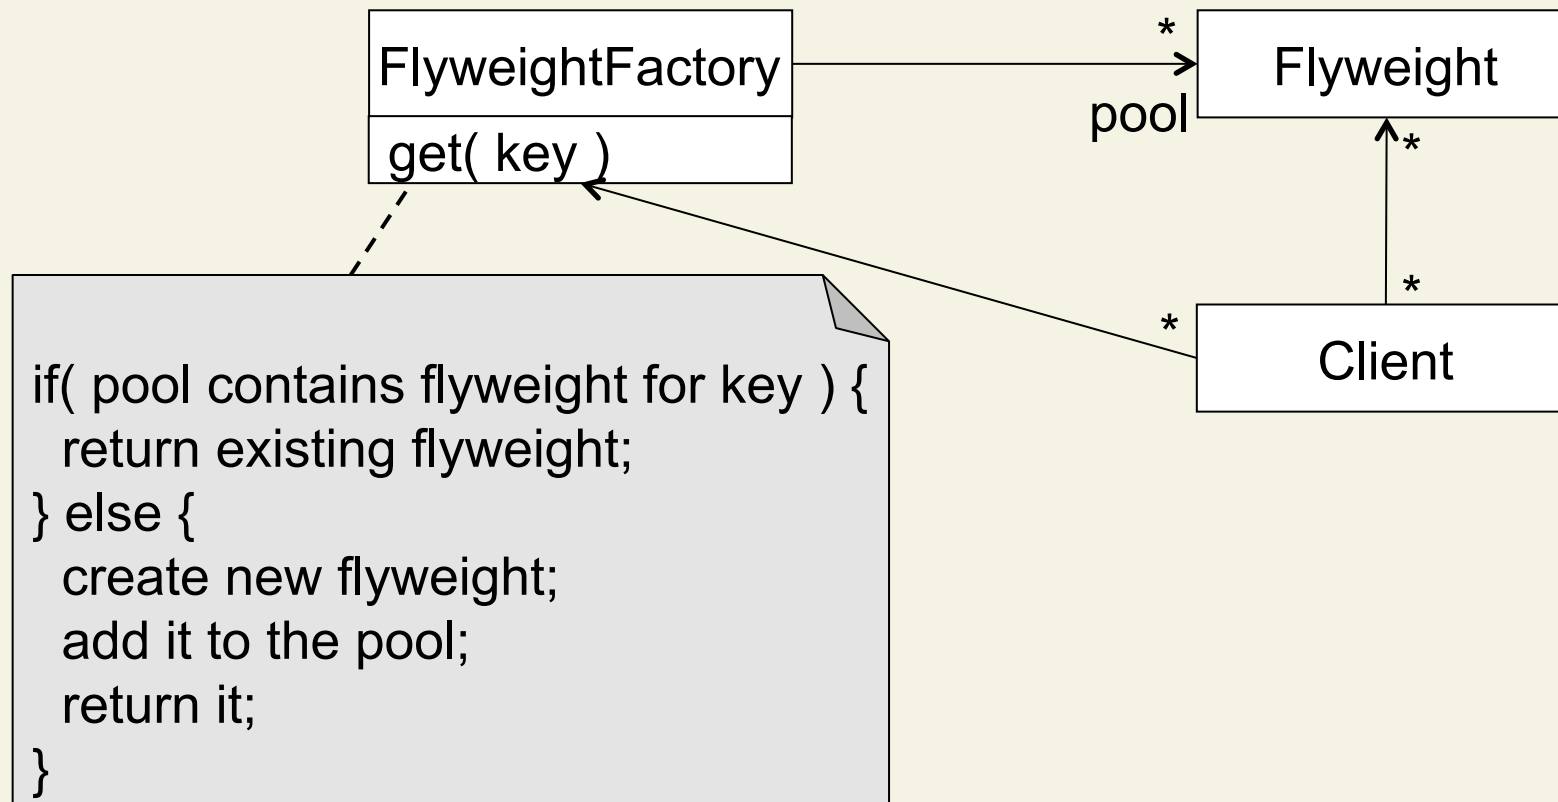 FlyweightFactory
get( key )
*
pool
Flyweight
*
*
*
Client
if( pool contains flyweight for key ) {
return existing flyweight;
} else {
create new flyweight;
add it to the pool;
return it;
}